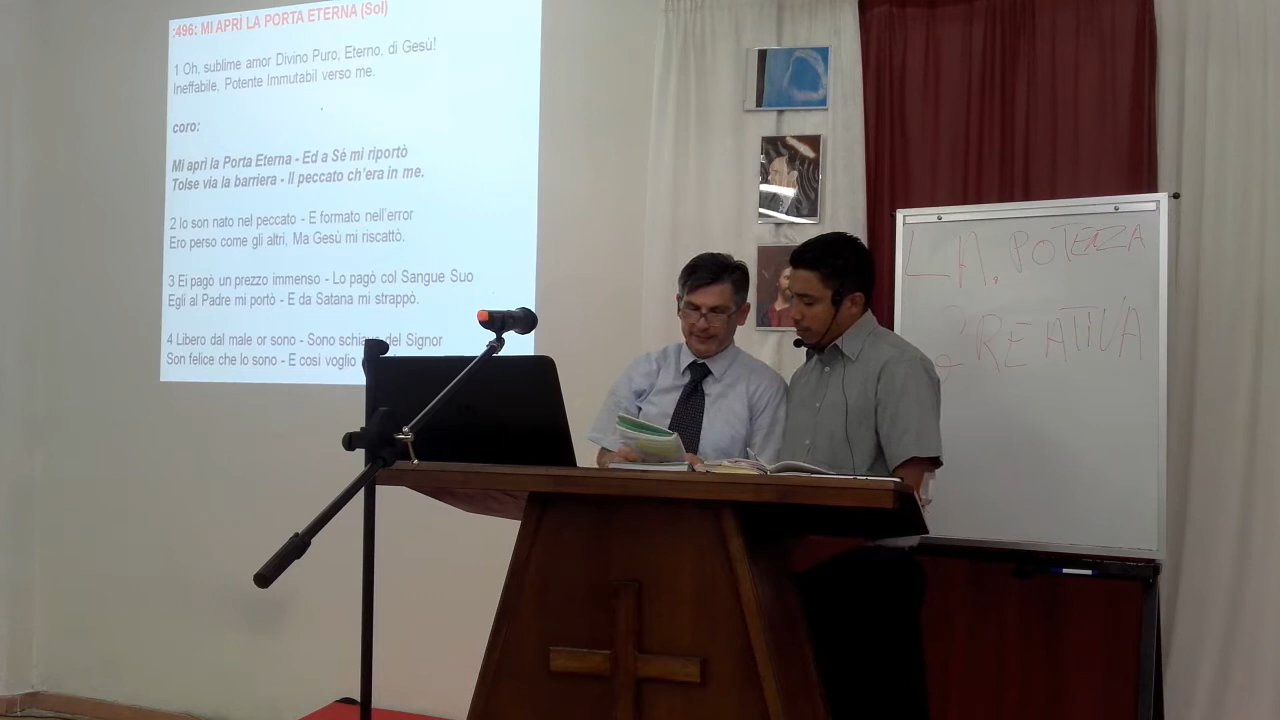 :496: MI APRÌ LA PORTA ETERNA (Sol)
1 Oh, sublime amor Divino Puro, Eterno, di Gesù!
Ineffabile, Potente Immutabil verso me.
coro:
Mi aprì la Porta Eterna - Ed a Sé mi riportò
Tolse via la barriera - Il peccato ch'era in me.
2 Io son nato nel peccato - E formato nell'error
Ero perso come gli altri, Ma Gesù mi riscattò.
3 Ei pagò un prezzo immenso - Lo pagò col Sangue Suo
Egli al Padre mi portò - E da Satana mi strappò.
4 Libero dal male or sono - Sono schiavo del Signor
Son felice che lo sono - E così voglio
LA. POTENZA
CREATIVA